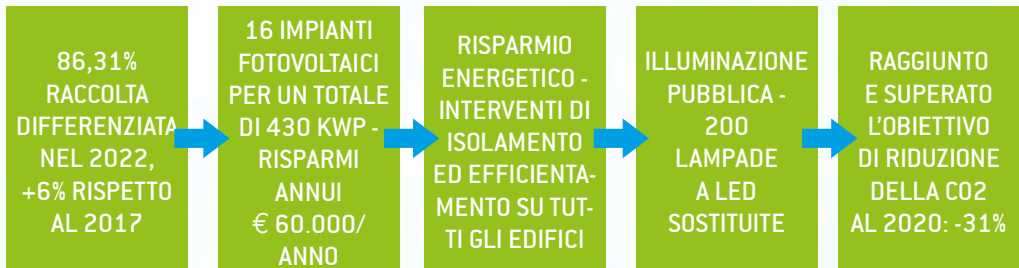 86,31%
RACCOLTA
DIFFERENZIATA
NEL 2022,
+6% RISPETTO
AL 2017
16 IMPIANTI
FOTOVOLTAICI
PER UN TOTALE
DI 430 KWP -
RISPARMI
ANNUI
€ 60.000/
ANNO
RISPARMIO
ENERGETICO -
INTERVENTI DI
ISOLAMENTO
ED EFFICIENTA-
MENTO SU TUT-
TI GLI EDIFICI
ILLUMINAZIONE
PUBBLICA -
200
LAMPADE
A LED
SOSTITUITE
RAGGIUNTO
E SUPERATO
L'OBIETTIVO
DI RIDUZIONE
DELLA CO2
AL 2020: -31%